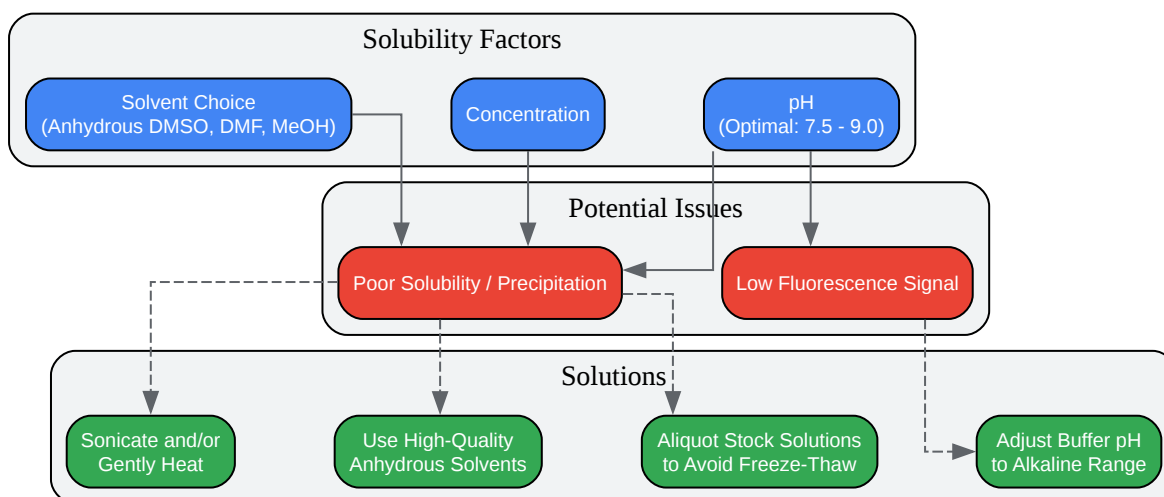 Solubility Factors
Solvent Choice
(Anhydrous DMSO, DMF, MeOH)
Concentration
pH
(Optimal: 7.5 - 9.0)
Potential Issues
Poor Solubility / Precipitation
Low Fluorescence Signal
Solutions
Sonicate and/or
Gently Heat
Use High-Quality
Anhydrous Solvents
Aliquot Stock Solutions
to Avoid Freeze-Thaw
Adjust Buffer pH
to Alkaline Range